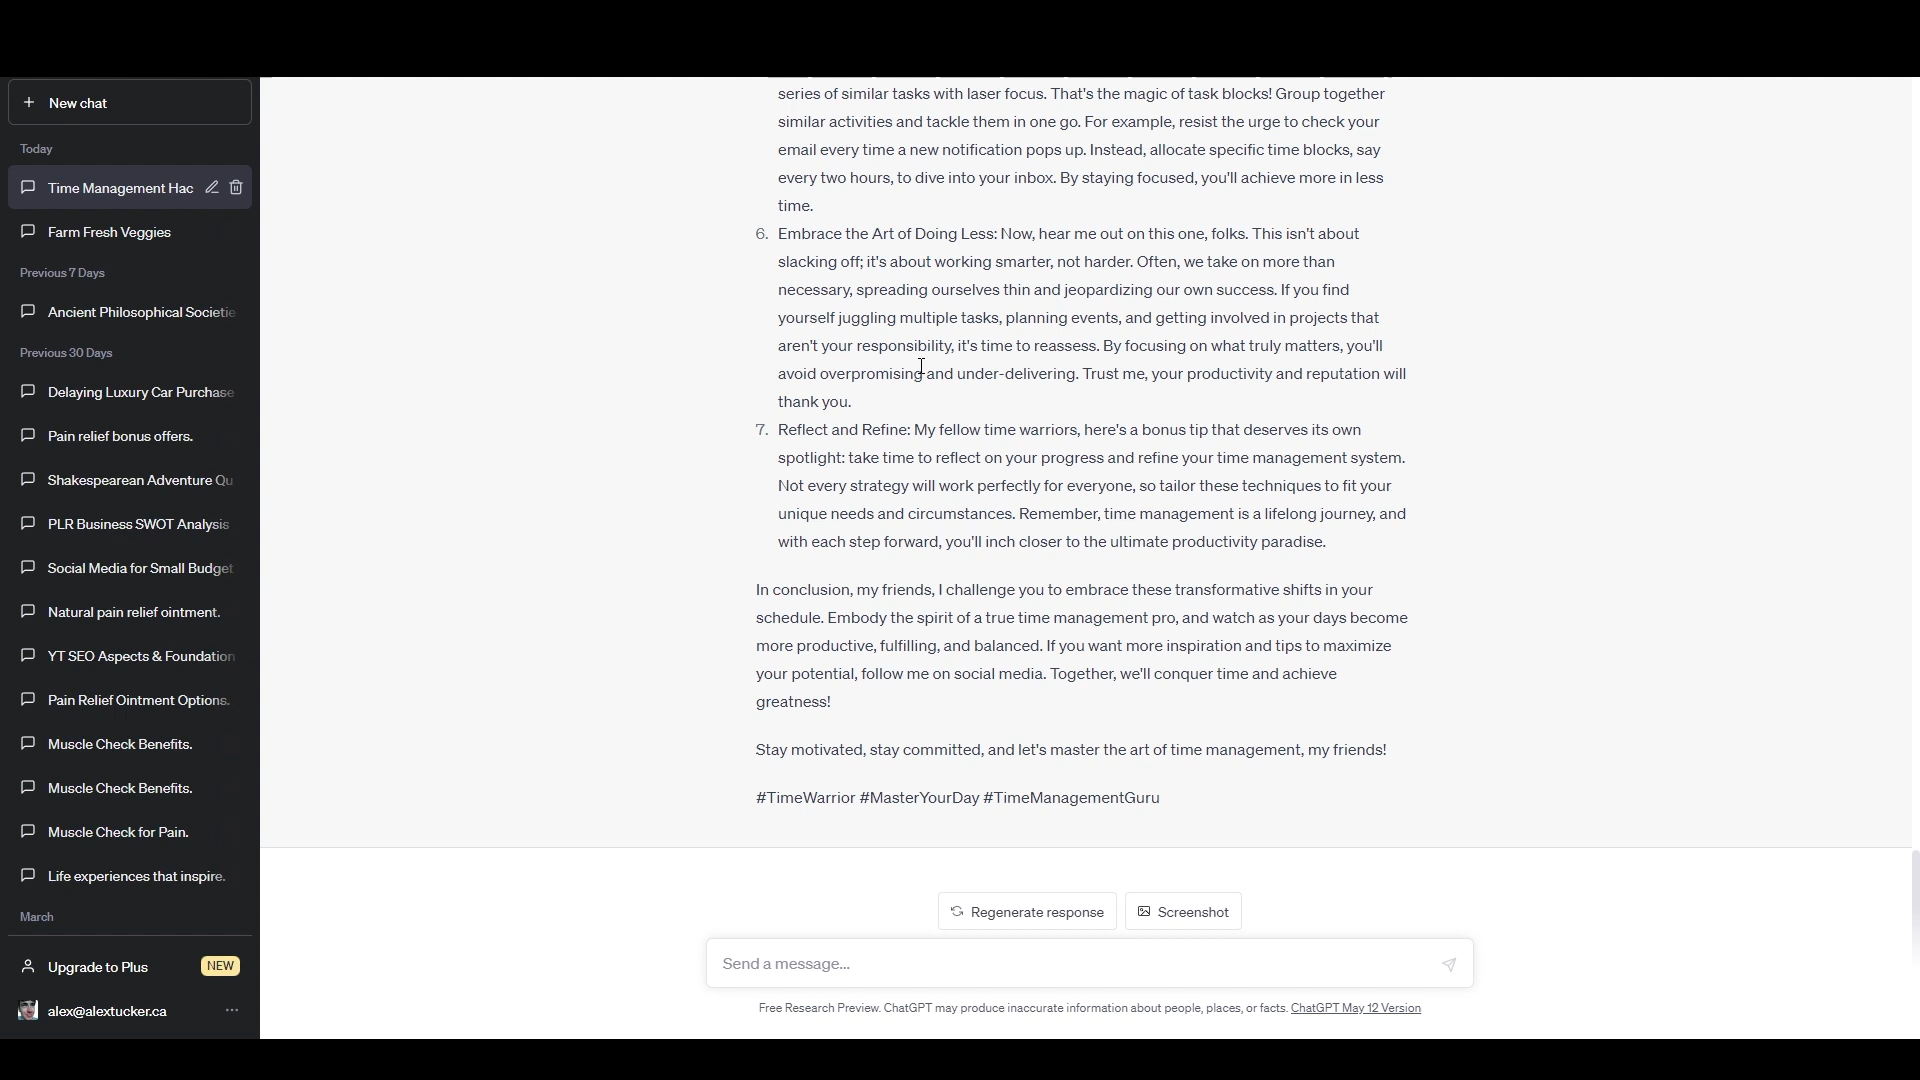 New chat
Today
Time Management Hac
Farm Fresh Veggies
Previous 7 Days
Ancient Philosophical Societie
Previous 30 Days
Delaying Luxury Car Purchase
Pain relief bonus offers.
Shakespearean Adventure Qu
PLR Business SWOT Analysis
Social Media for Small Budget
Natural pain relief ointment.
YT SEO Aspects & Foundation
Pain Relief Ointment Options.
Muscle Check Benefits.
Muscle Check Benefits.
Muscle Check for Pain.
Life experiences that inspire.
March
Upgrade to Plus NEW
alex@alextucker.ca
series of similar tasks with laser focus. That's the magic of task blocks! Group together
similar activities and tackle them in one go. For example, resist the urge to check your
email every time a new notification pops up. Instead, allocate specific time blocks, say
every two hours, to dive into your inbox. By staying focused, you'll achieve more in less
time.
6. Embrace the Art of Doing Less: Now, hear me out on this one, folks. This isn't about
slacking off; it's about working smarter, not harder. Often, we take on more than
necessary, spreading ourselves thin and jeopardizing our own success. If you find
yourself juggling multiple tasks, planning events, and getting involved in projects that
aren't your responsibility, it's time to reassess. By focusing on what truly matters, you'll
avoid overpromising and under-delivering. Trust me, your productivity and reputation will
thank you.
7. Reflect and Refine: My fellow time warriors, here's a bonus tip that deserves its own
spotlight: take time to reflect on your progress and refine your time management system.
Not every strategy will work perfectly for everyone, so tailor these techniques to fit your
unique needs and circumstances. Remember, time management is a lifelong journey, and
with each step forward, you'll inch closer to the ultimate productivity paradise.
In conclusion, my friends, I challenge you to embrace these transformative shifts in your
schedule. Embody the spirit of a true time management pro, and watch as your days become
more productive, fulfilling, and balanced. If you want more inspiration and tips to maximize
your potential, follow me on social media. Together, we'll conquer time and achieve
greatness!
Stay motivated, stay committed, and let's master the art of time management, my friends!
#TimeWarrior #MasterYourDay #TimeManagementGuru
Regenerate response
Screenshot
Send a message...
Free Research Preview. ChatGPT may produce inaccurate information about people, places, or facts. ChatGPT May 12 Version